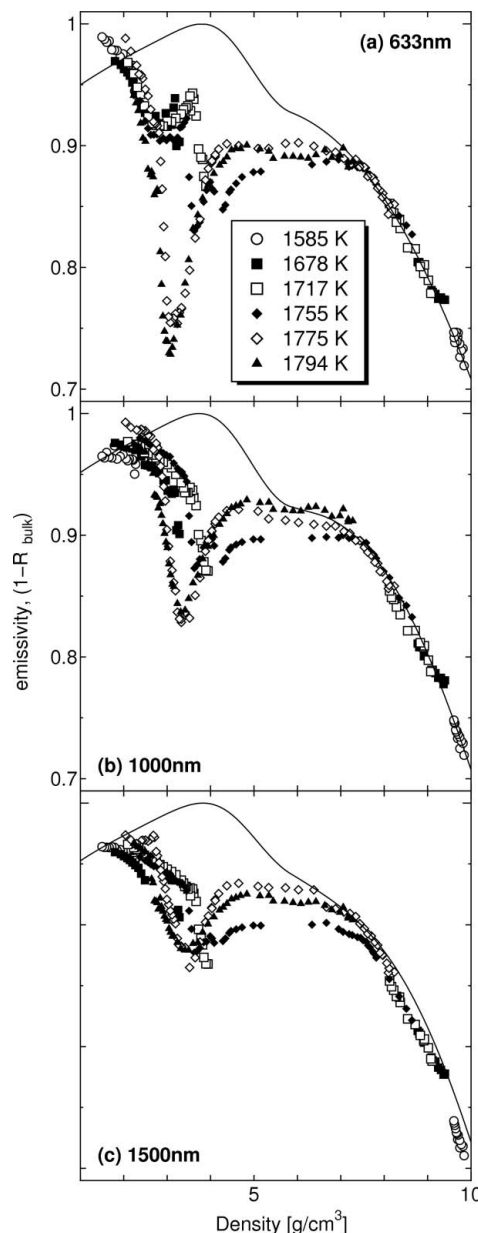 1
(a) 633nm
0.9
1585 K
1678 K
1717 K
1755 K
1775 K
1794 K
0.8
0.7
1
0.9
0.8
0.7
emissivity, (1-R bulk)
(b) 1000nm
(c) 1500nm
5
10
Density [g/cm³]